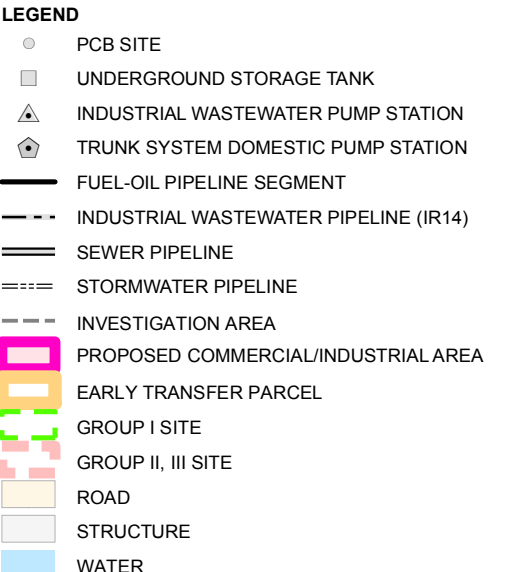 LEGEND
PCB SITE
UNDERGROUND STORAGE TANK
INDUSTRIAL WASTEWATER PUMP STATION
TRUNK SYSTEM DOMESTIC PUMP STATION
FUEL-OIL PIPELINE SEGMENT
INDUSTRIAL WASTEWATER PIPELINE (IR14)
SEWER PIPELINE
STORMWATER PIPELINE
INVESTIGATION AREA
PROPOSED COMMERCIAL/INDUSTRIAL AREA
EARLY TRANSFER PARCEL
GROUP I SITE
GROUP II, III SITE
ROAD
STRUCTURE
WATER